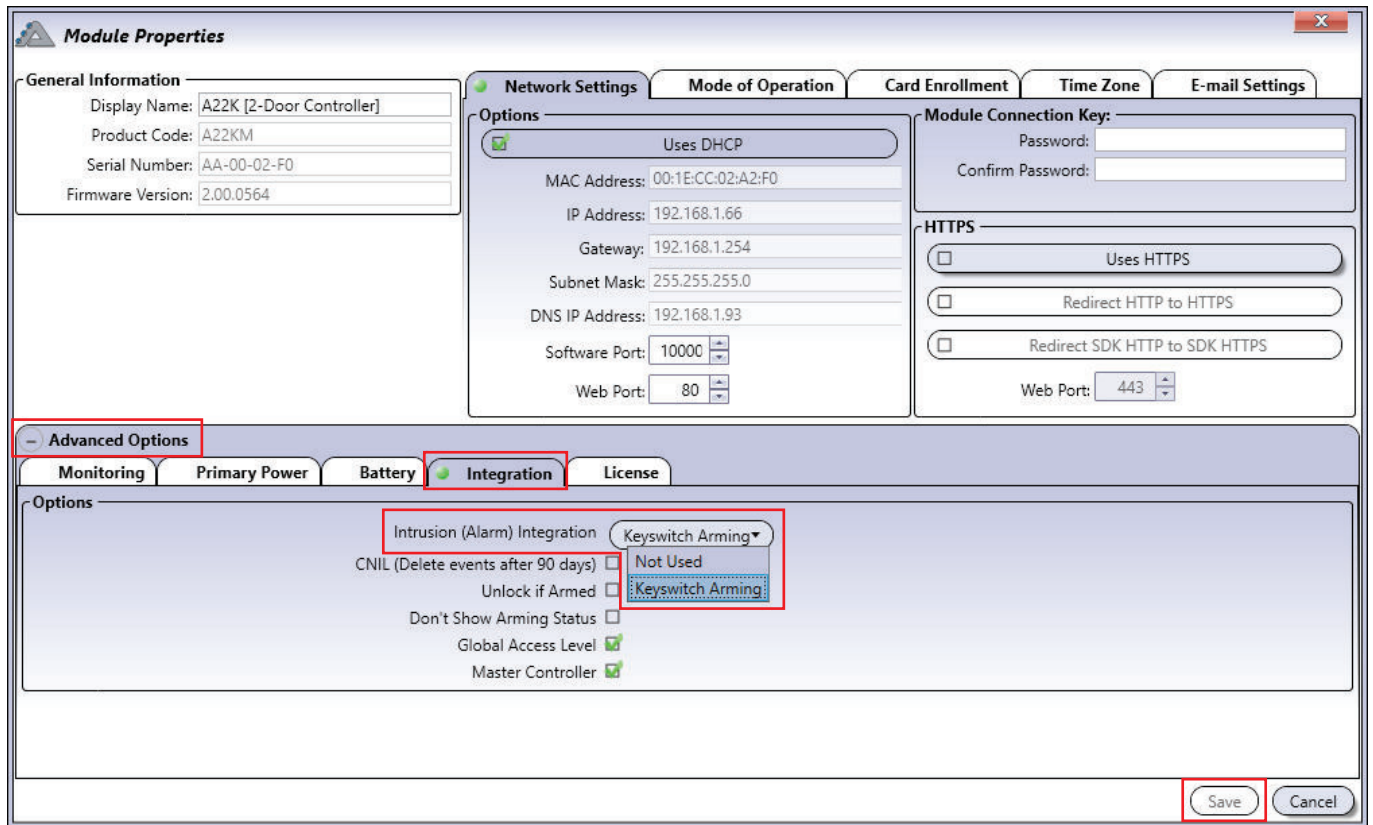 Module Properties
X
General Information
Display Name: A22K [2-Door Controller]
Product Code: A22KM
Serial Number: AA-00-02-F0
Firmware Version: 2.00.0564
Network Settings
Mode of Operation
Card Enrollment
Time Zone
E-mail Settings
Options
Uses DHCP
MAC Address: 00:1E:CC:02:A2:F0
IP Address: 192.168.1.66
Gateway: 192.168.1.254
Subnet Mask: 255.255.255.0
DNS IP Address: 192.168.1.93
Software Port: 10000
Web Port: 80
Module Connection Key:
Password:
Confirm Password:
HTTPS
Uses HTTPS
Redirect HTTP to HTTPS
Redirect SDK HTTP to SDK HTTPS
Web Port: 443
Advanced Options
Monitoring
Primary Power
Battery
Integration
License
Options
Intrusion (Alarm) Integration Keyswitch Arming
Not Used
Keyswitch Arming
CNIL (Delete events after 90 days)
Unlock if Armed
Don't Show Arming Status
Global Access Level
Master Controller
Save
Cancel